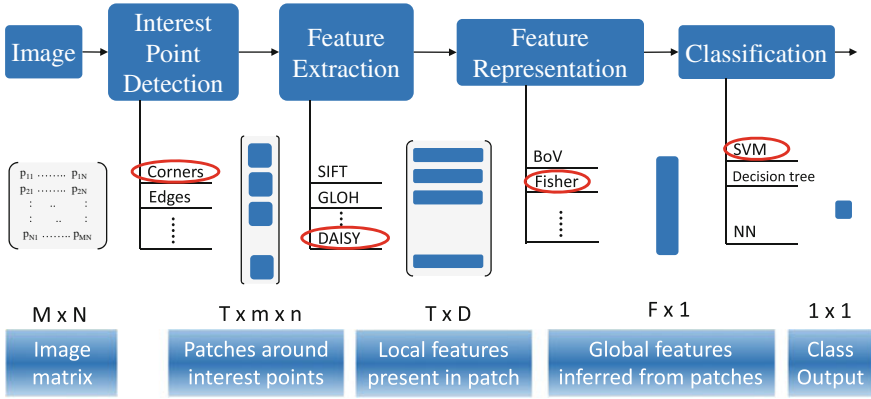 Image
Interest
Point
Detection
Feature
Extraction
Feature
Representation
Classification
p11 ........ p1N
p21 ........ p2N
: .. :
: .. :
pN1 ........ pMN
Corners
Edges
SIFT
GLOH
DAISY
BoV
Fisher
SVM
Decision tree
NN
M x N
T x m x n
T x D
F x 1
1 x 1
Image
matrix
Patches around
interest points
Local features
present in patch
Global features
inferred from patches
Class
Output